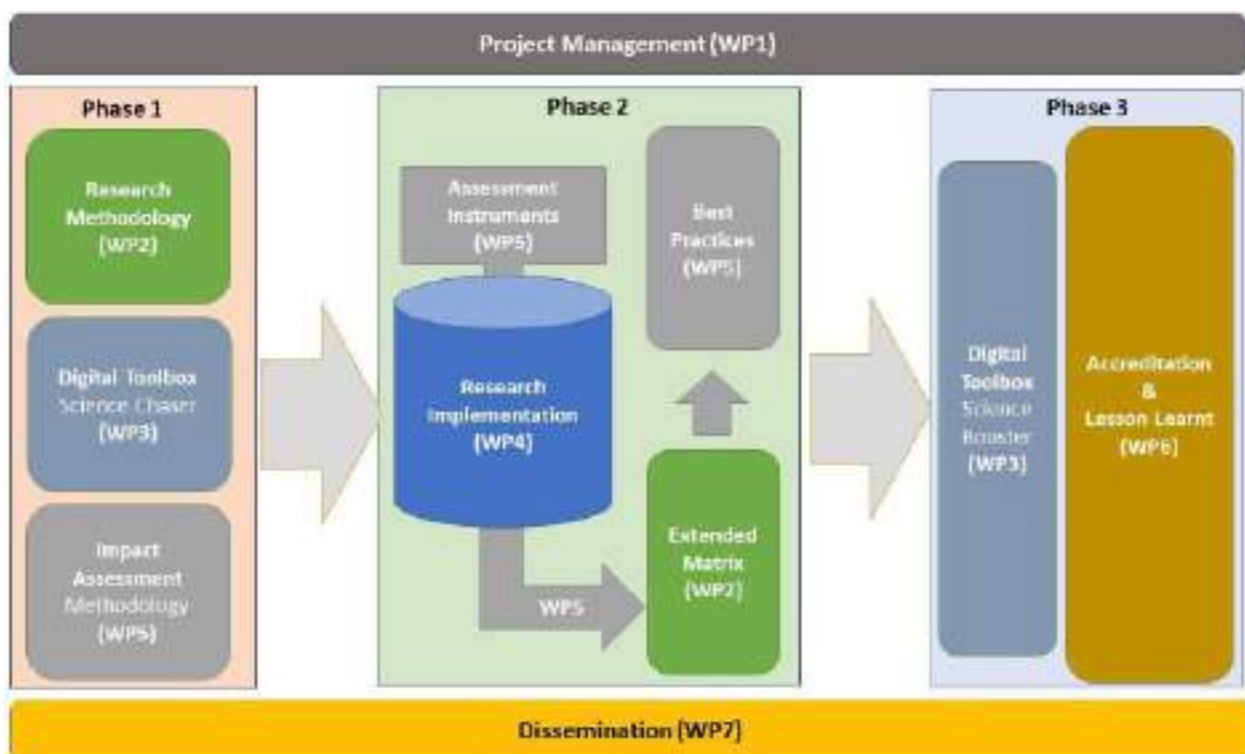 Project Management (WP1)
Phase 1
Research
Methodology
(WP2)
Digital Toolbox
Science Chaser
(WP3)
Impact
Assessment
Methodology
(WP5)
Phase 2
Assessment
Instruments
(WP5)
Research
Implementation
(WP4)
WP5
Best
Practices
(WP5)
Extended
Matrix
(WP2)
Phase 3
Digital
Toolbox
Science
Booster
(WP3)
Accreditation
&
Lesson Learnt
(WP6)
Dissemination (WP7)